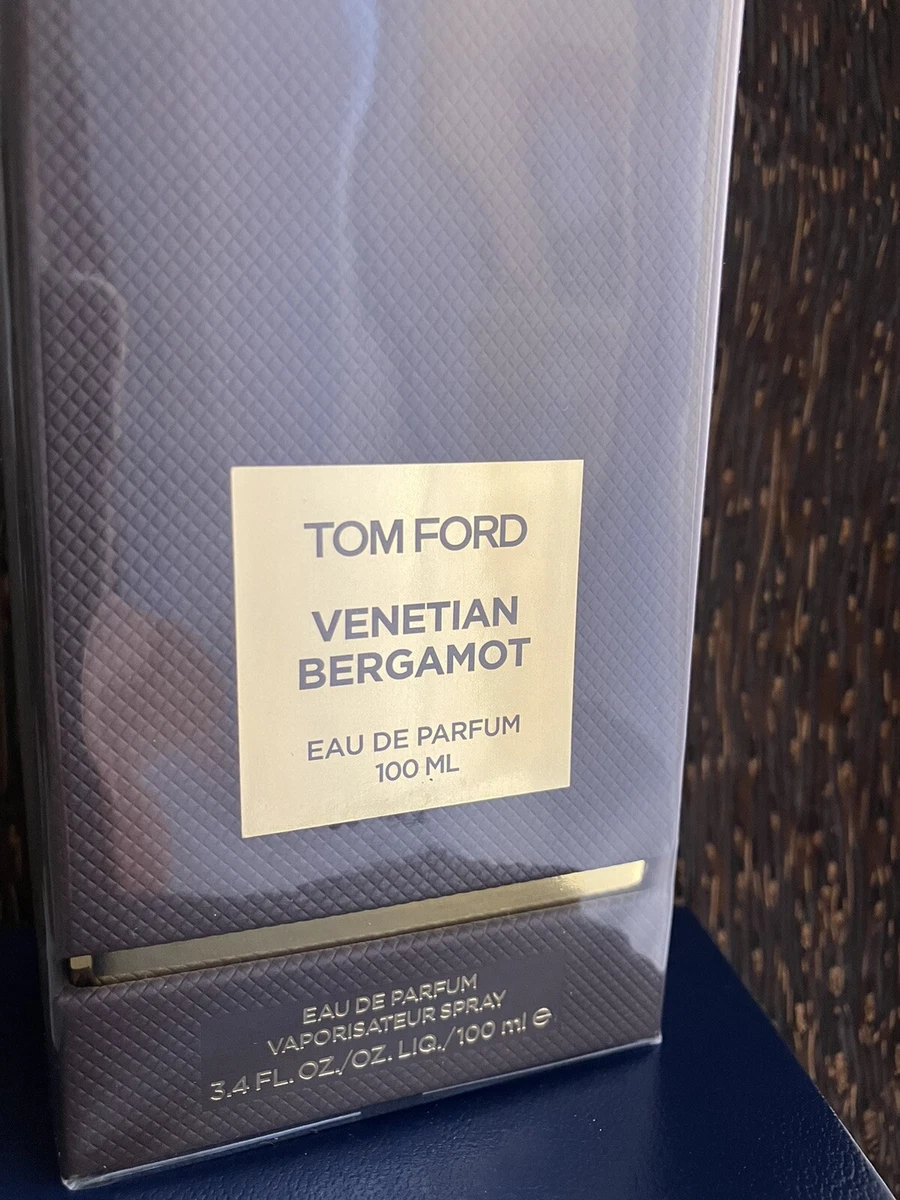 TOM FORD
VENETIAN
BERGAMOT
EAU DE PARFUM
100 ML
EAU DE PARFUM
VAPORISATEUR SPRAY
3.4 FL. OZ./OZ. LIQ./100 ml ℮